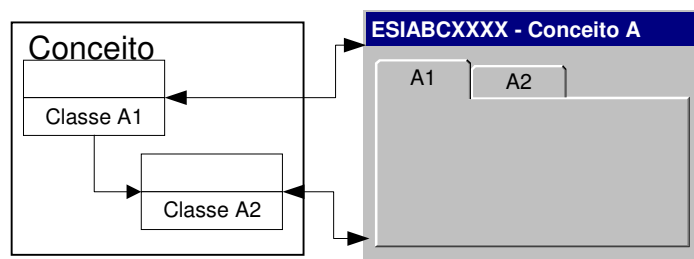 Conceito
Classe A1
Classe A2
ESIABCXXXX - Conceito A
A1
A2